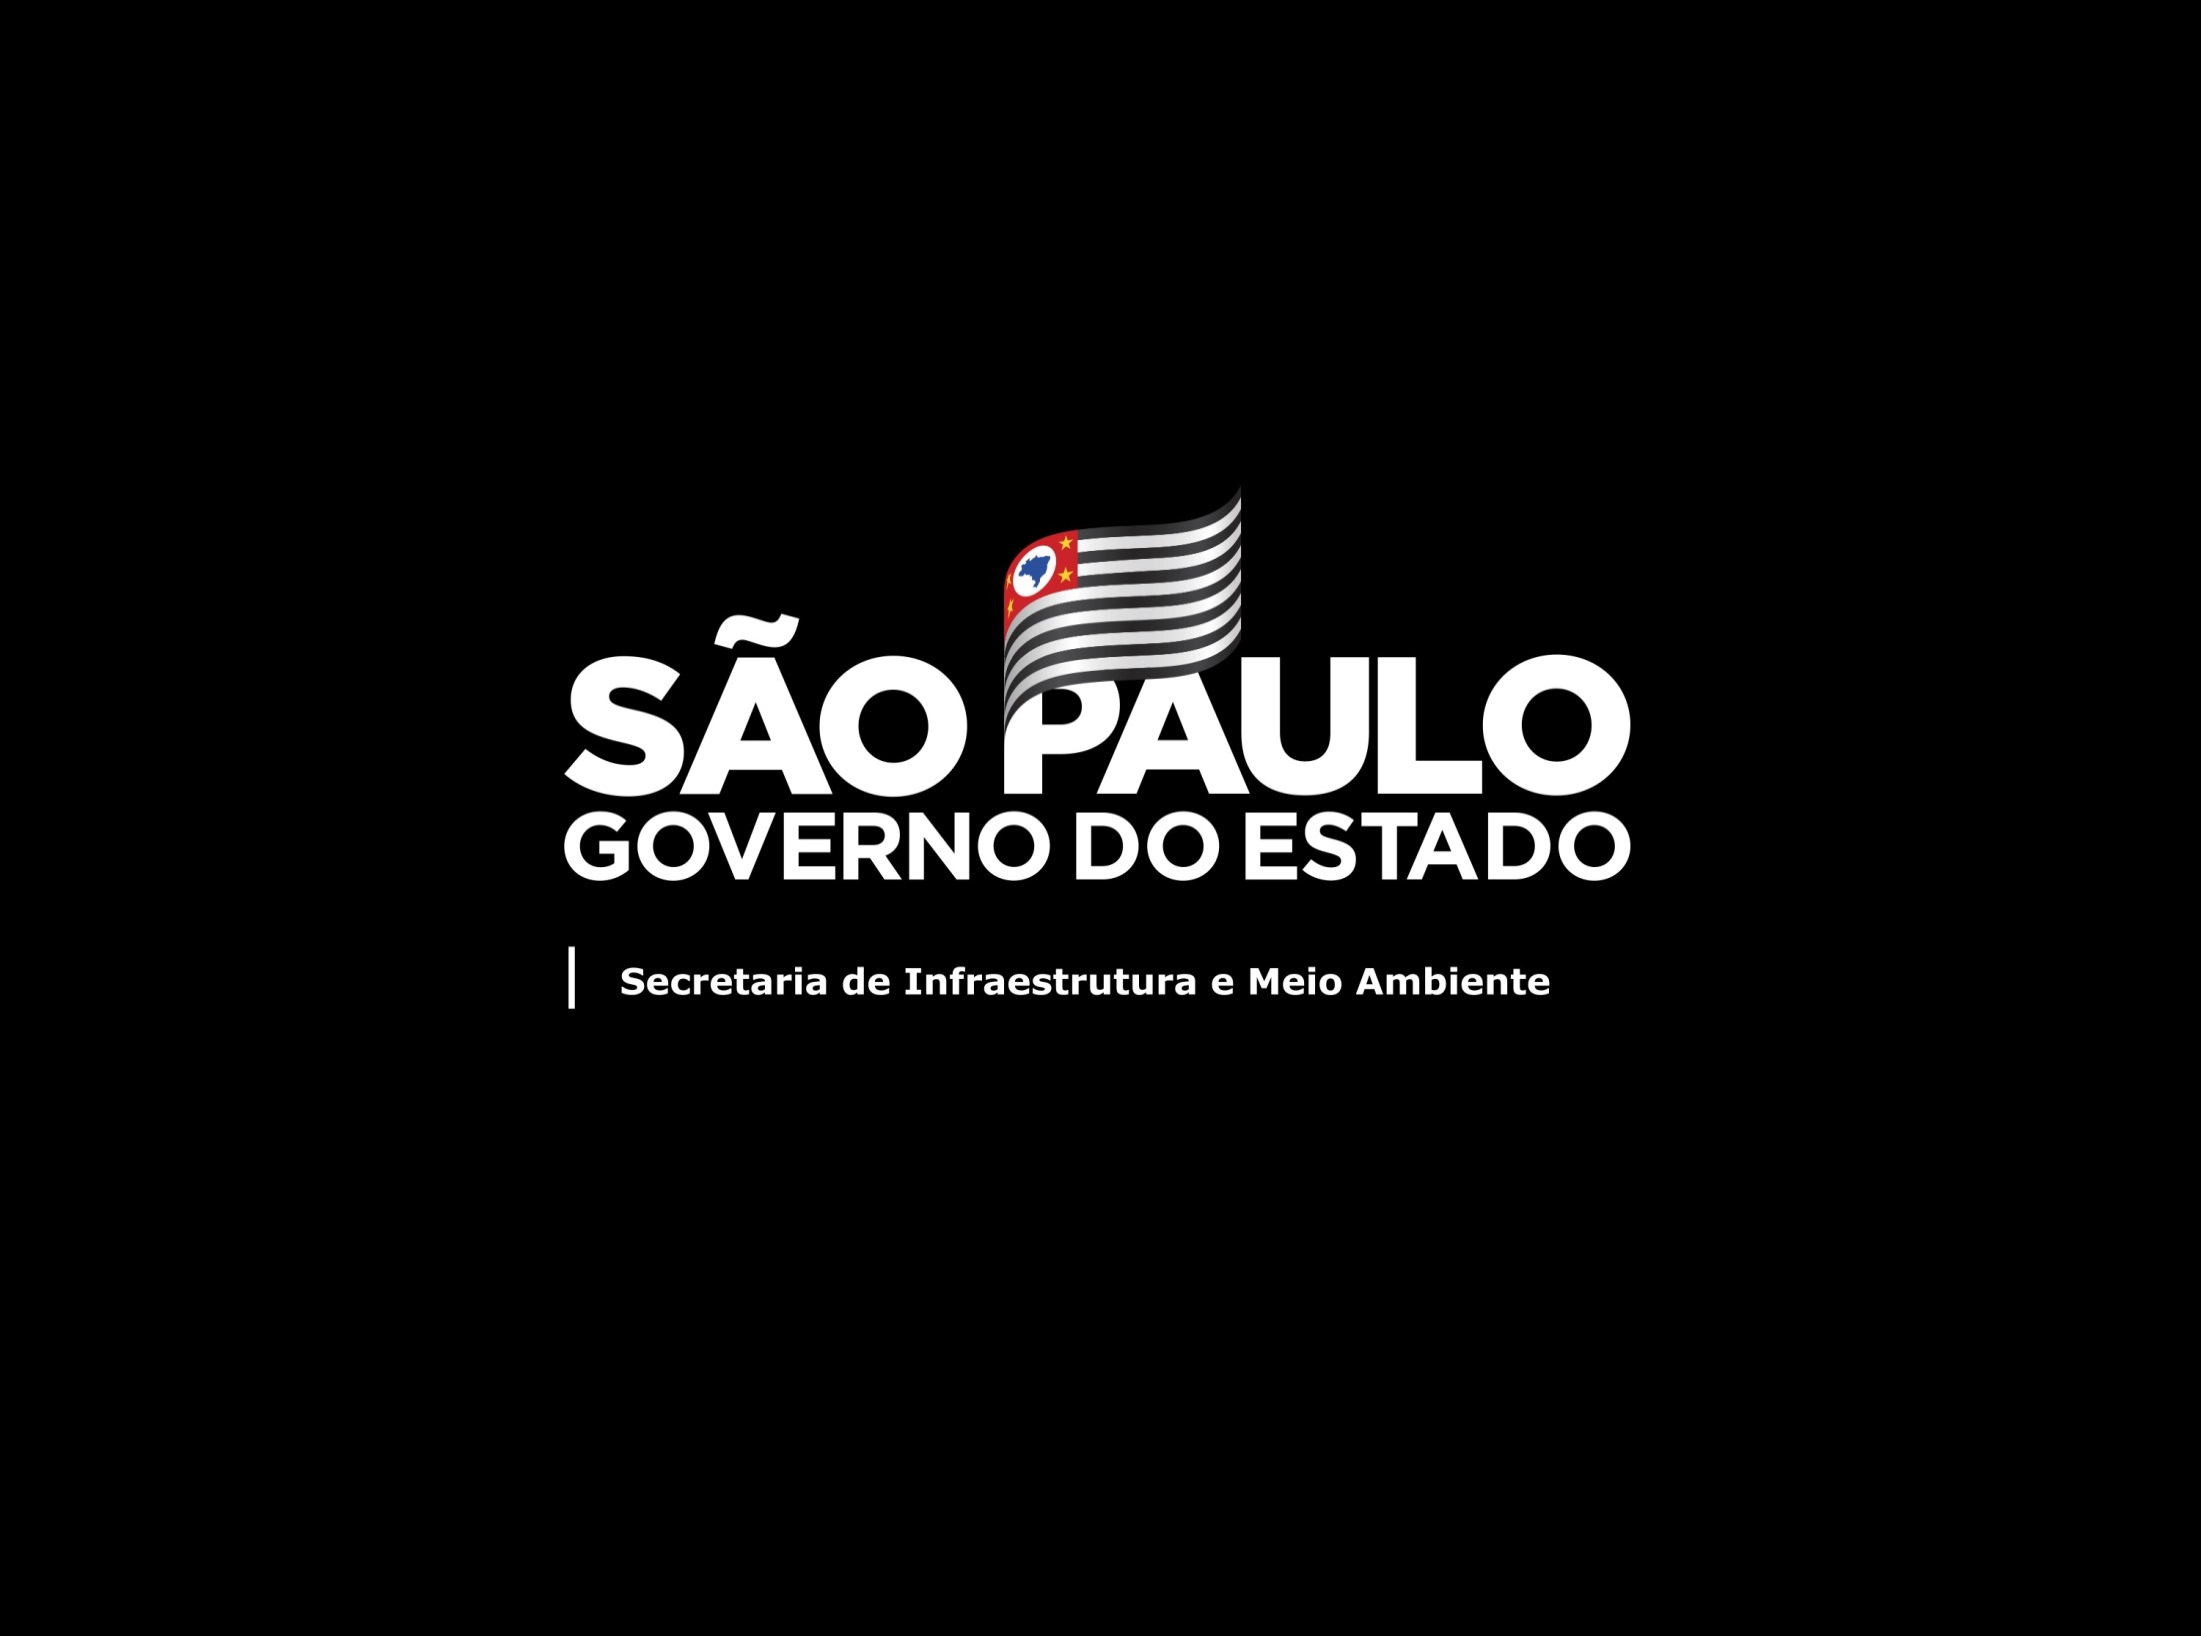 SÃO PAULO
GOVERNO DO ESTADO
Secretaria de Infraestrutura e Meio Ambiente